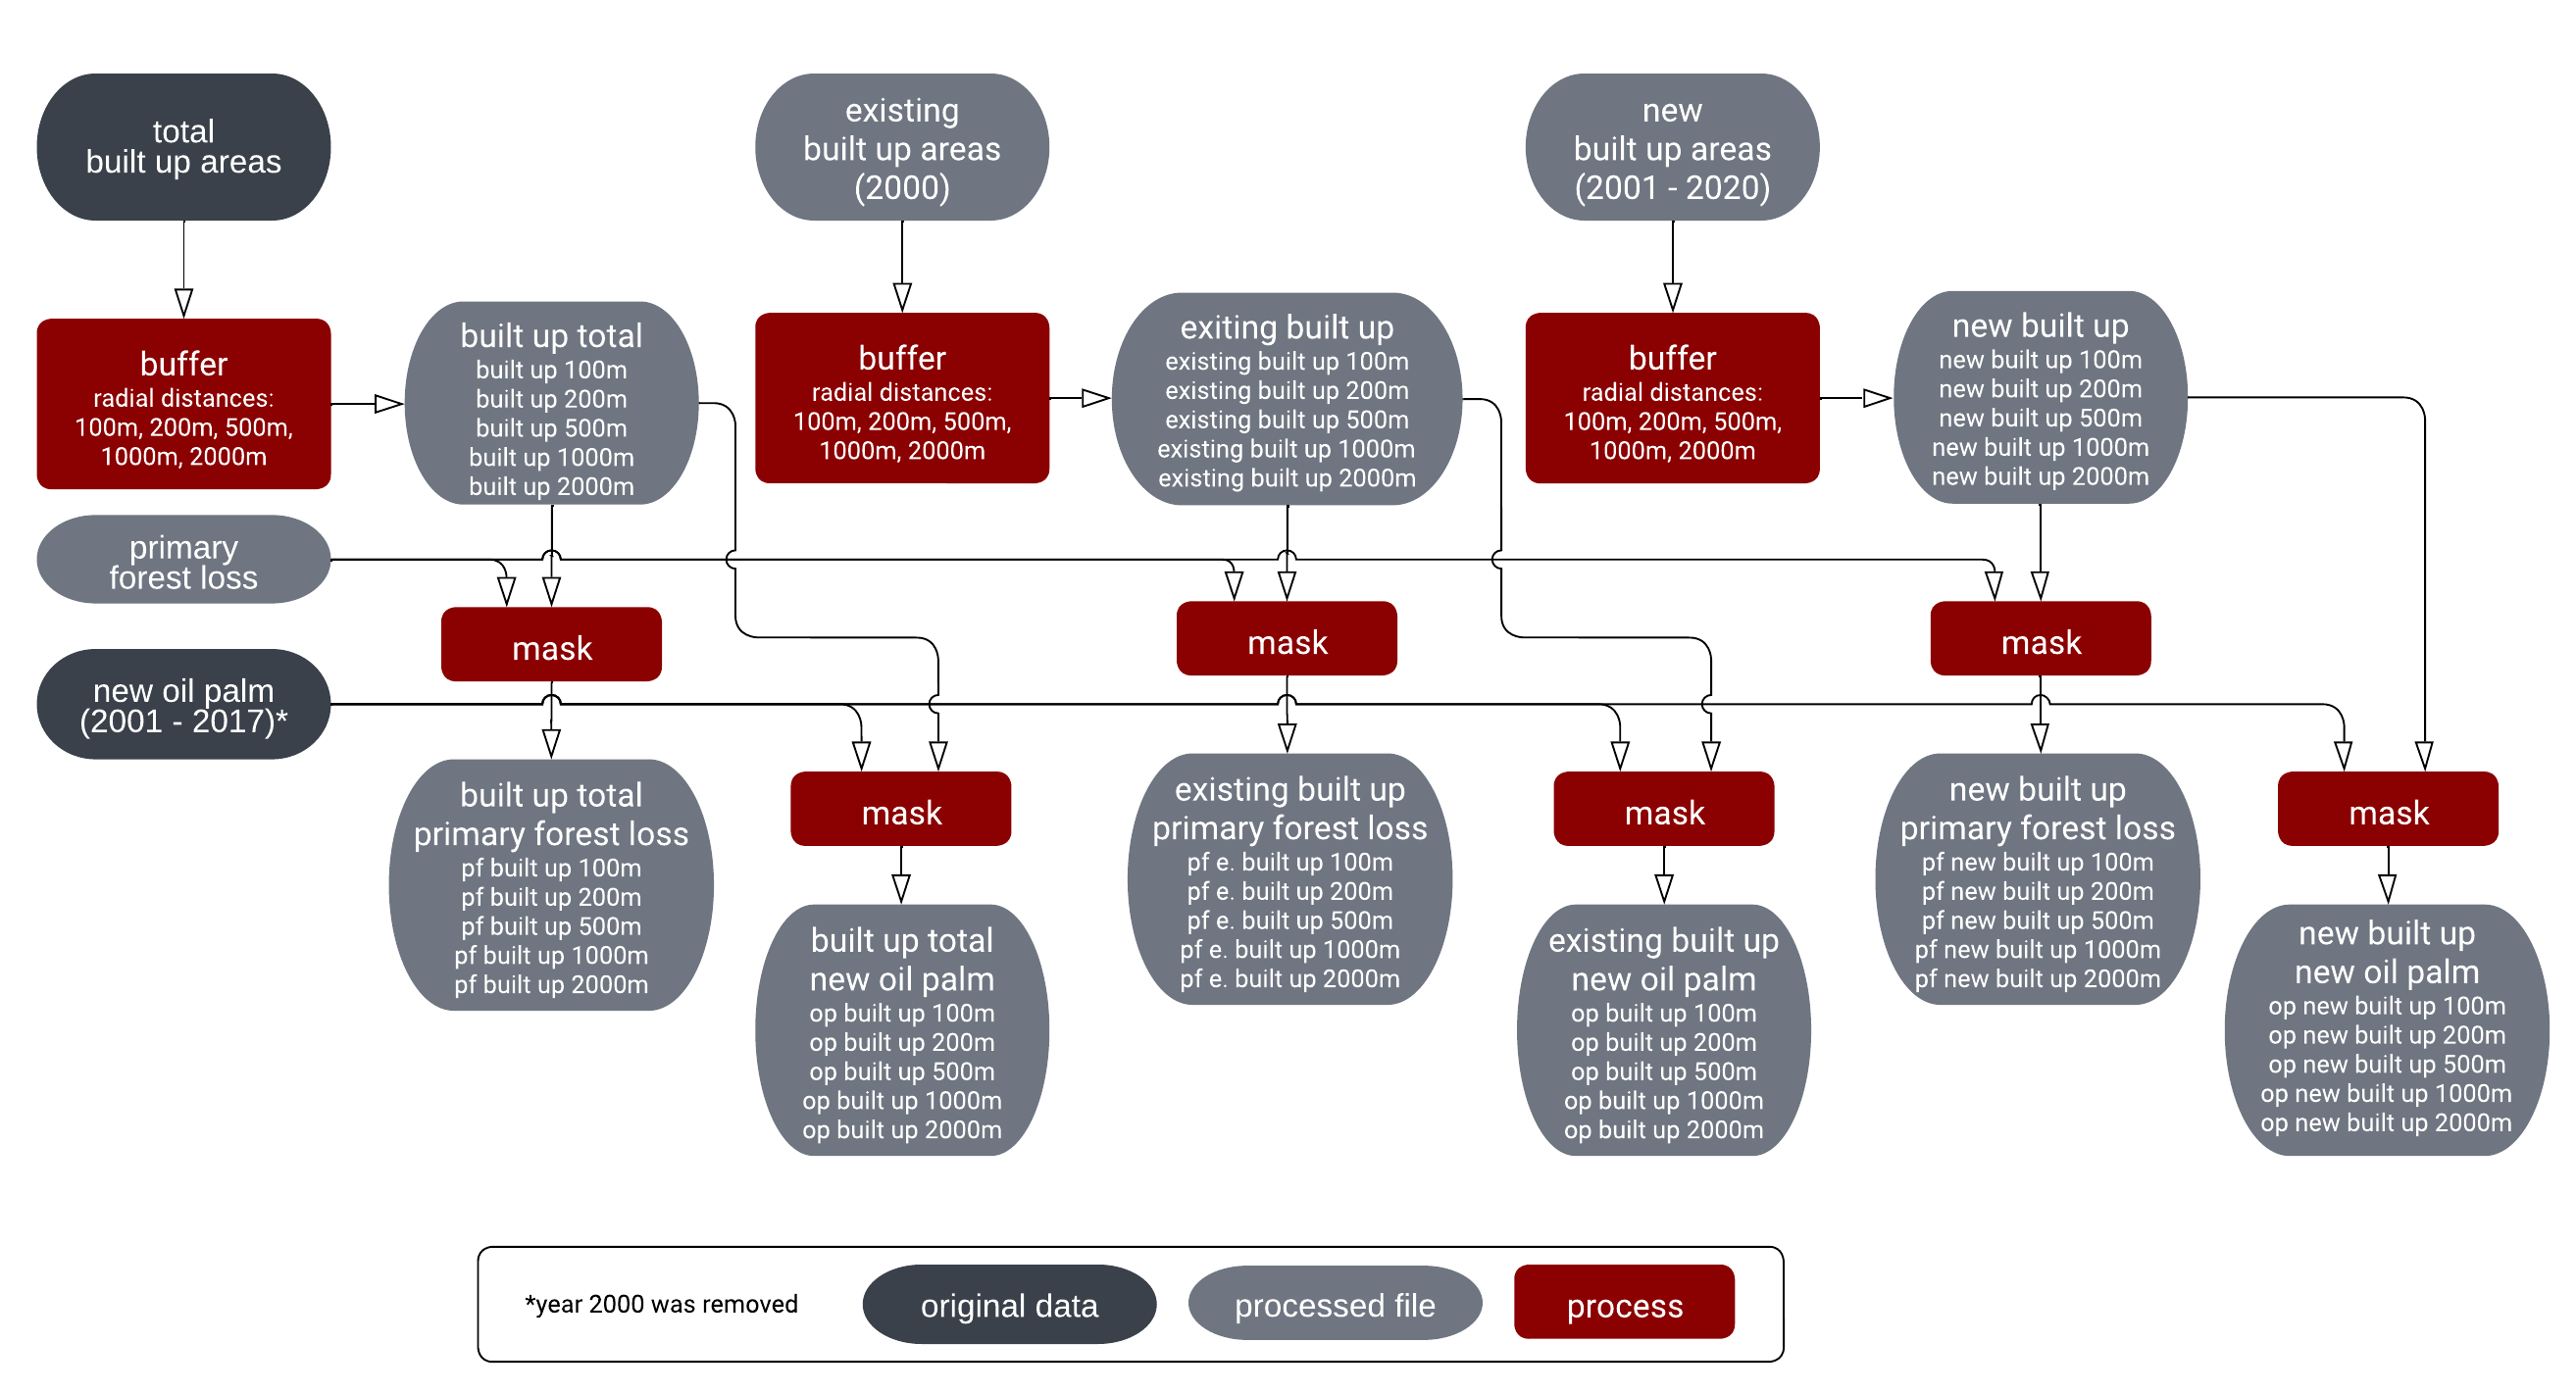 total
built up areas
existing
built up areas
(2000)
new
built up areas
(2001 - 2020)
buffer
radial distances:
100m, 200m, 500m,
1000m, 2000m
built up total
built up 100m
built up 200m
built up 500m
built up 1000m
built up 2000m
buffer
radial distances:
100m, 200m, 500m,
1000m, 2000m
exiting built up
existing built up 100m
existing built up 200m
existing built up 500m
existing built up 1000m
existing built up 2000m
buffer
radial distances:
100m, 200m, 500m,
1000m, 2000m
new built up
new built up 100m
new built up 200m
new built up 500m
new built up 1000m
new built up 2000m
primary
forest loss
mask
mask
mask
new oil palm
(2001 - 2017)*
built up total
primary forest loss
pf built up 100m
pf built up 200m
pf built up 500m
pf built up 1000m
pf built up 2000m
mask
built up total
new oil palm
op built up 100m
op built up 200m
op built up 500m
op built up 1000m
op built up 2000m
existing built up
primary forest loss
pf e. built up 100m
pf e. built up 200m
pf e. built up 500m
pf e. built up 1000m
pf e. built up 2000m
mask
existing built up
new oil palm
op built up 100m
op built up 200m
op built up 500m
op built up 1000m
op built up 2000m
new built up
primary forest loss
pf new built up 100m
pf new built up 200m
pf new built up 500m
pf new built up 1000m
pf new built up 2000m
mask
new built up
new oil palm
op new built up 100m
op new built up 200m
op new built up 500m
op new built up 1000m
op new built up 2000m
*year 2000 was removed
original data
processed file
process